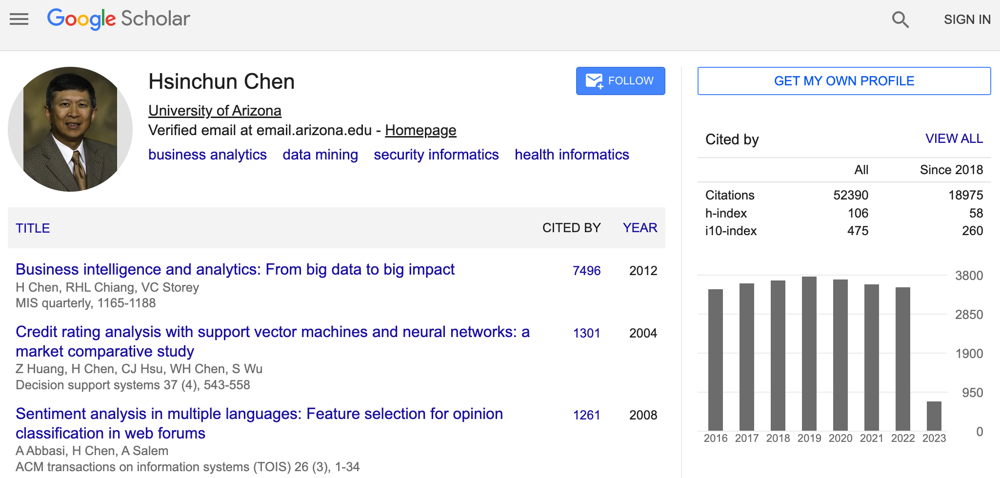 Google Scholar
SIGN IN
Hsinchun Chen
FOLLOW
University of Arizona
Verified email at email.arizona.edu - Homepage
business analytics data mining security informatics health informatics
TITLE CITED BY YEAR
Business intelligence and analytics: From big data to big impact 7496 2012
H Chen, RHL Chiang, VC Storey
MIS quarterly, 1165-1188
Credit rating analysis with support vector machines and neural networks: a 1301 2004
market comparative study
Z Huang, H Chen, CJ Hsu, WH Chen, S Wu
Decision support systems 37 (4), 543-558
Sentiment analysis in multiple languages: Feature selection for opinion 1261 2008
classification in web forums
A Abbasi, H Chen, A Salem
ACM transactions on information systems (TOIS) 26 (3), 1-34
GET MY OWN PROFILE
Cited by VIEW ALL
All Since 2018
Citations 52390 18975
h-index 106 58
i10-index 475 260
3800
2850
1900
950
0
2016 2017 2018 2019 2020 2021 2022 2023